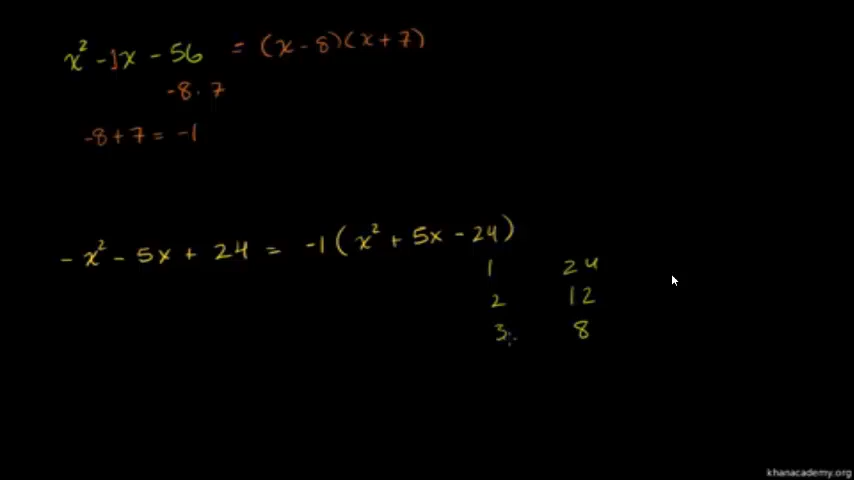 x² - 1x - 56 = (x - 8)(x + 7)
-8 · 7
-8 + 7 = -1
-x² - 5x + 24 = -1(x² + 5x - 24)
1 24
2 12
3 8
khanacademy.org